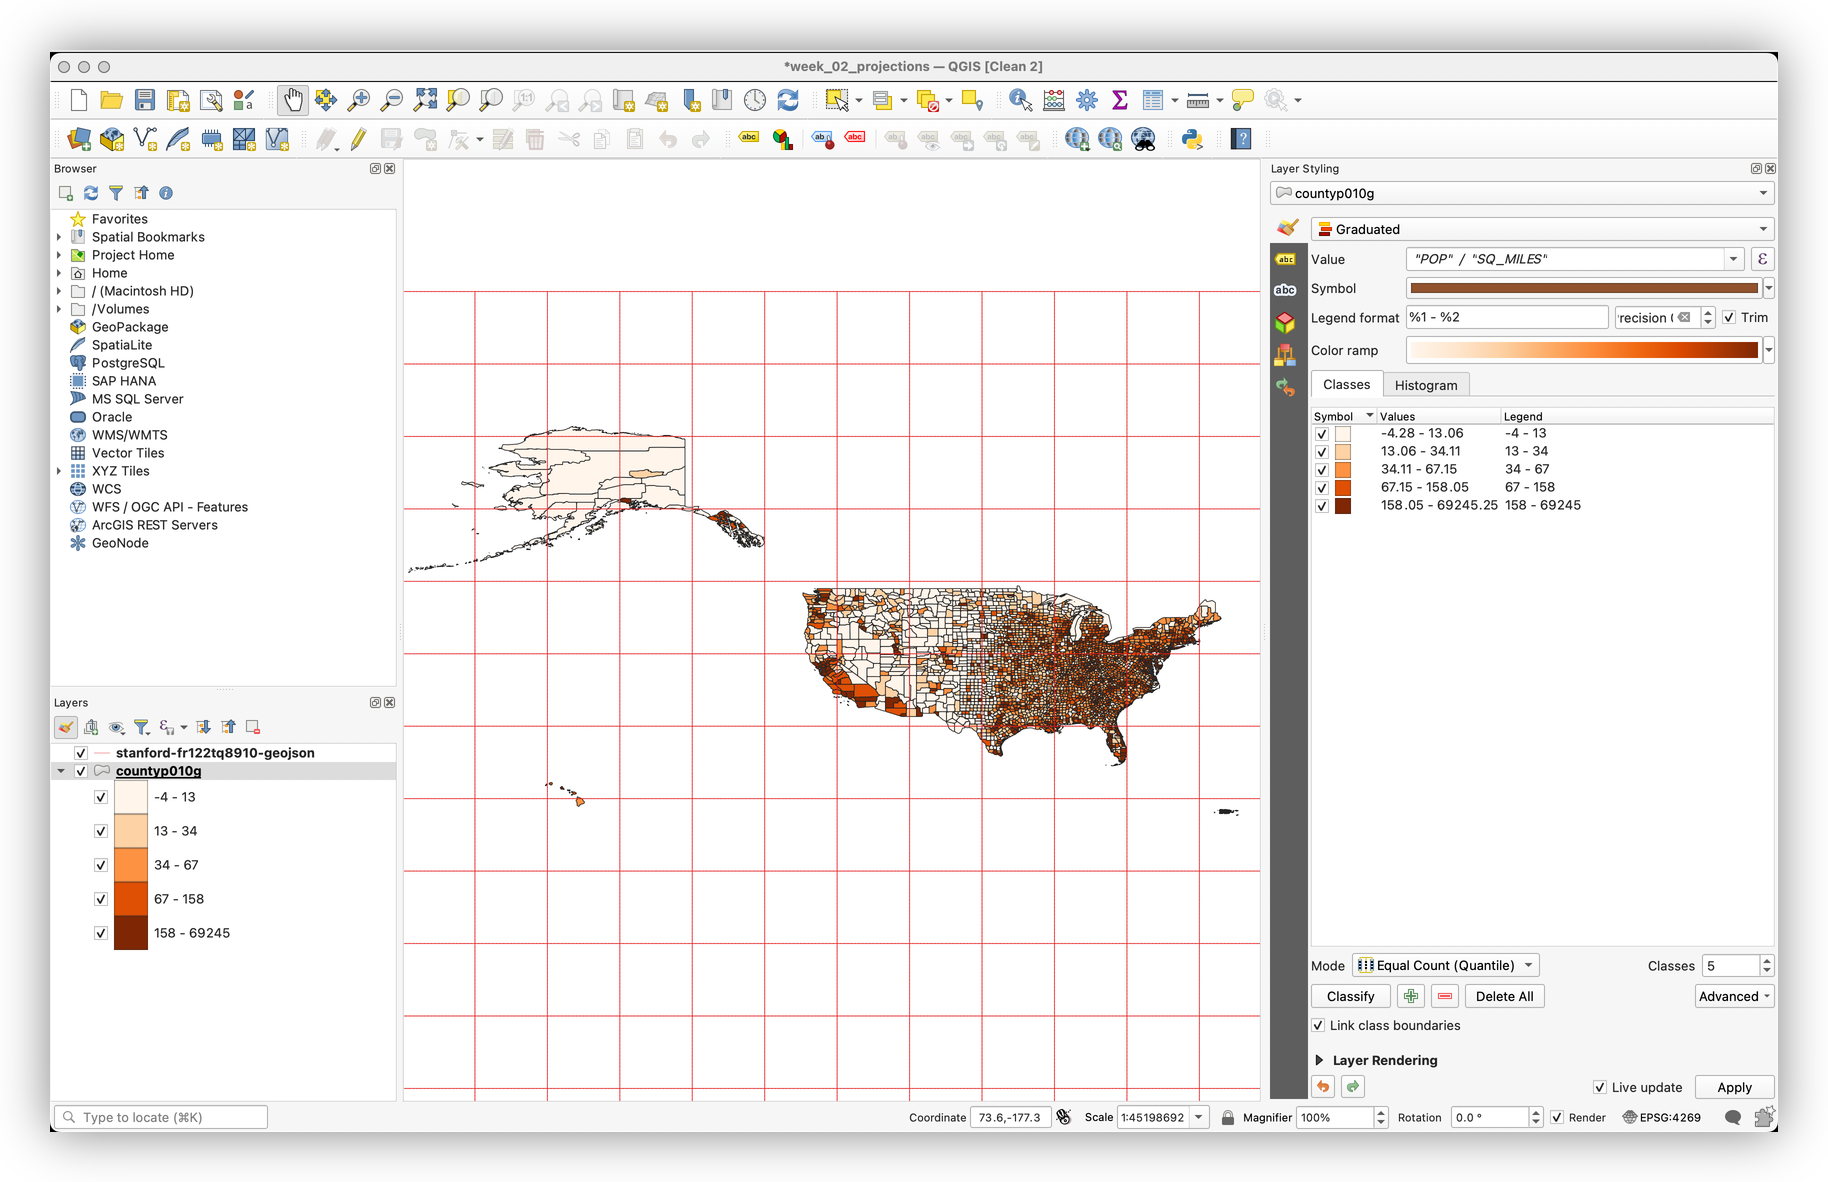 *week_02_projections — QGIS [Clean 2]
Browser
Favorites
Spatial Bookmarks
Project Home
Home
/ (Macintosh HD)
/Volumes
GeoPackage
SpatiaLite
PostgreSQL
SAP HANA
MS SQL Server
Oracle
WMS/WMTS
Vector Tiles
XYZ Tiles
WCS
WFS / OGC API - Features
ArcGIS REST Servers
GeoNode
Layers
stanford-fr122tq8910-geojson
countyp010g
-4 - 13
13 - 34
34 - 67
67 - 158
158 - 69245
Layer Styling
countyp010g
Graduated
Value "POP" / "SQ_MILES"
Symbol
Legend format %1 - %2 recision Trim
Color ramp
Classes Histogram
Symbol Values Legend
-4.28 - 13.06 -4 - 13
13.06 - 34.11 13 - 34
34.11 - 67.15 34 - 67
67.15 - 158.05 67 - 158
158.05 - 69245.25 158 - 69245
Mode Equal Count (Quantile) Classes 5
Classify Delete All Advanced
Link class boundaries
Layer Rendering
Live update Apply
Type to locate (⌘K) Coordinate 73.6,-177.3 Scale 1:45198692 Magnifier 100% Rotation 0.0 ° Render EPSG:4269